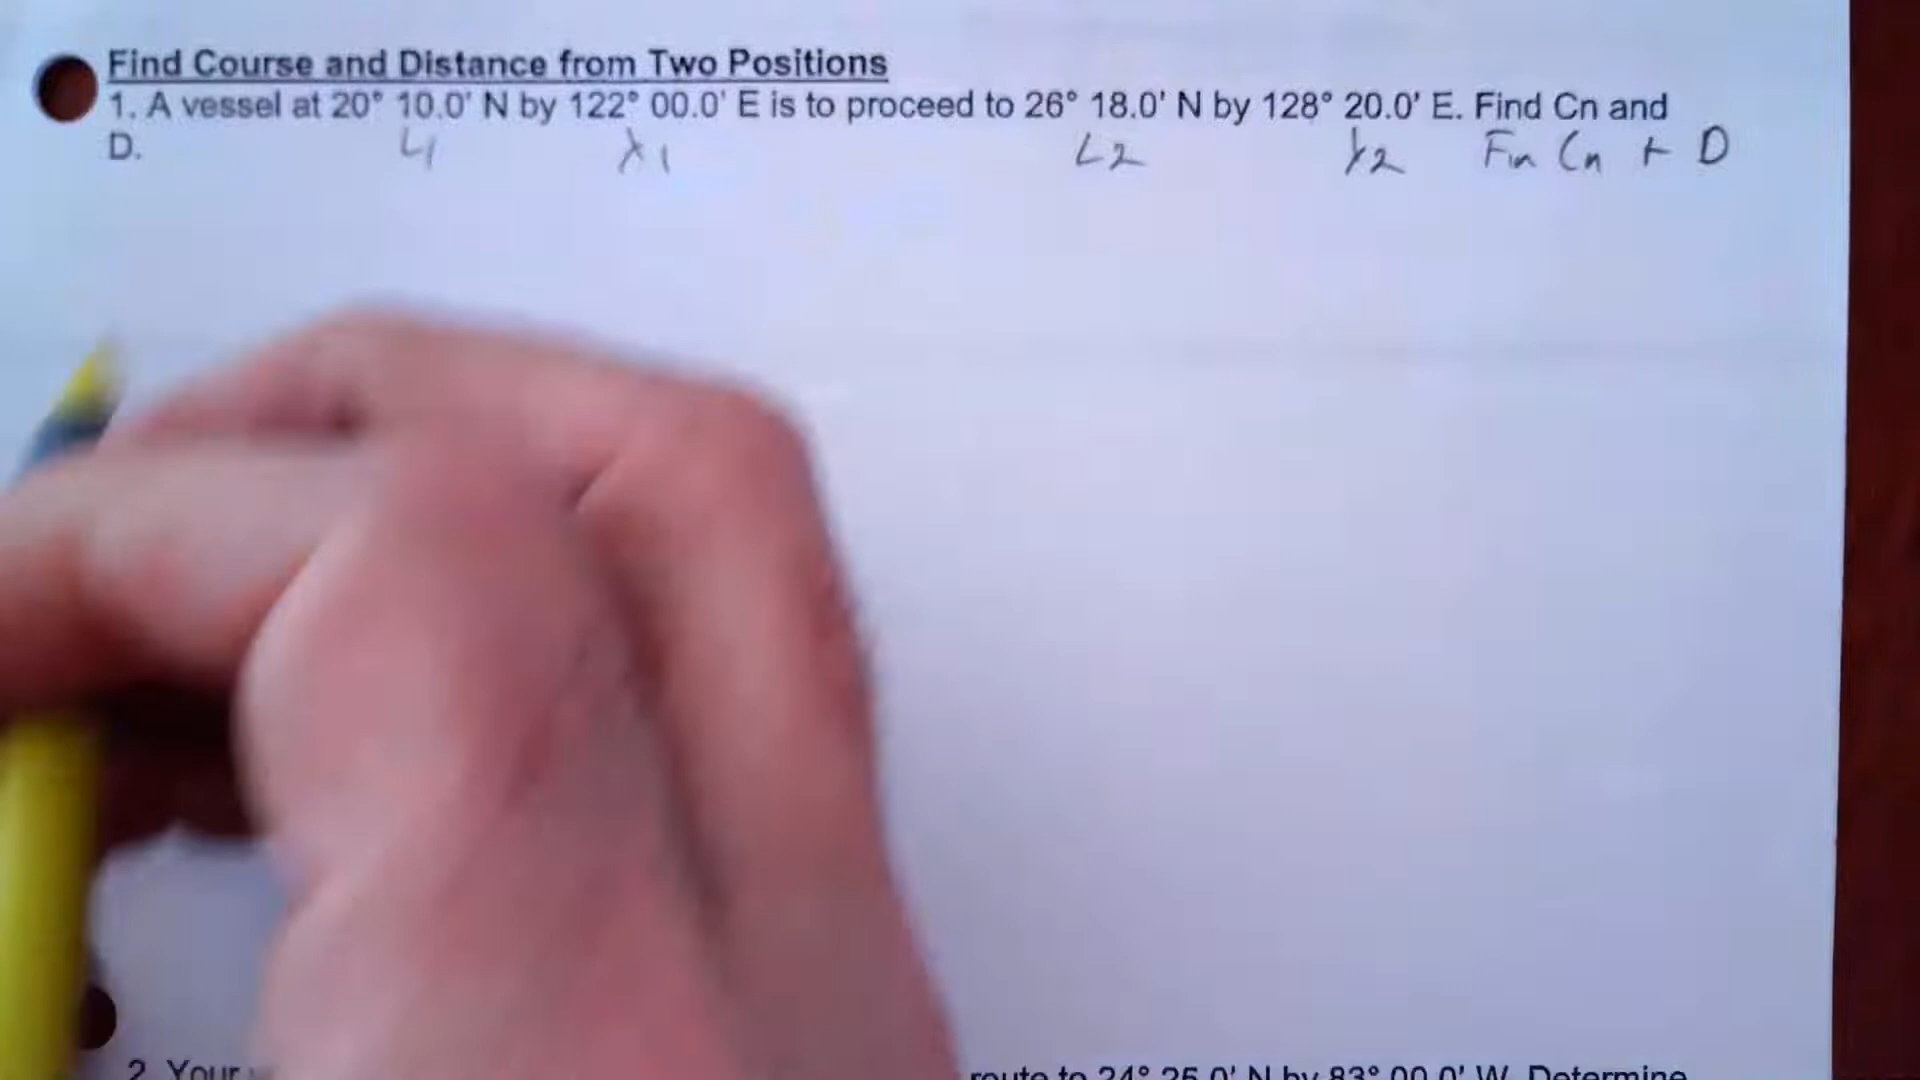 Find Course and Distance from Two Positions
1. A vessel at 20° 10.0' N by 122° 00.0' E is to proceed to 26° 18.0' N by 128° 20.0' E. Find Cn and
D. L1 λ1 L2 λ2 Fin Cn + D
2. Your route to 24° 25.0' N by 83° 00.0' W. Determine